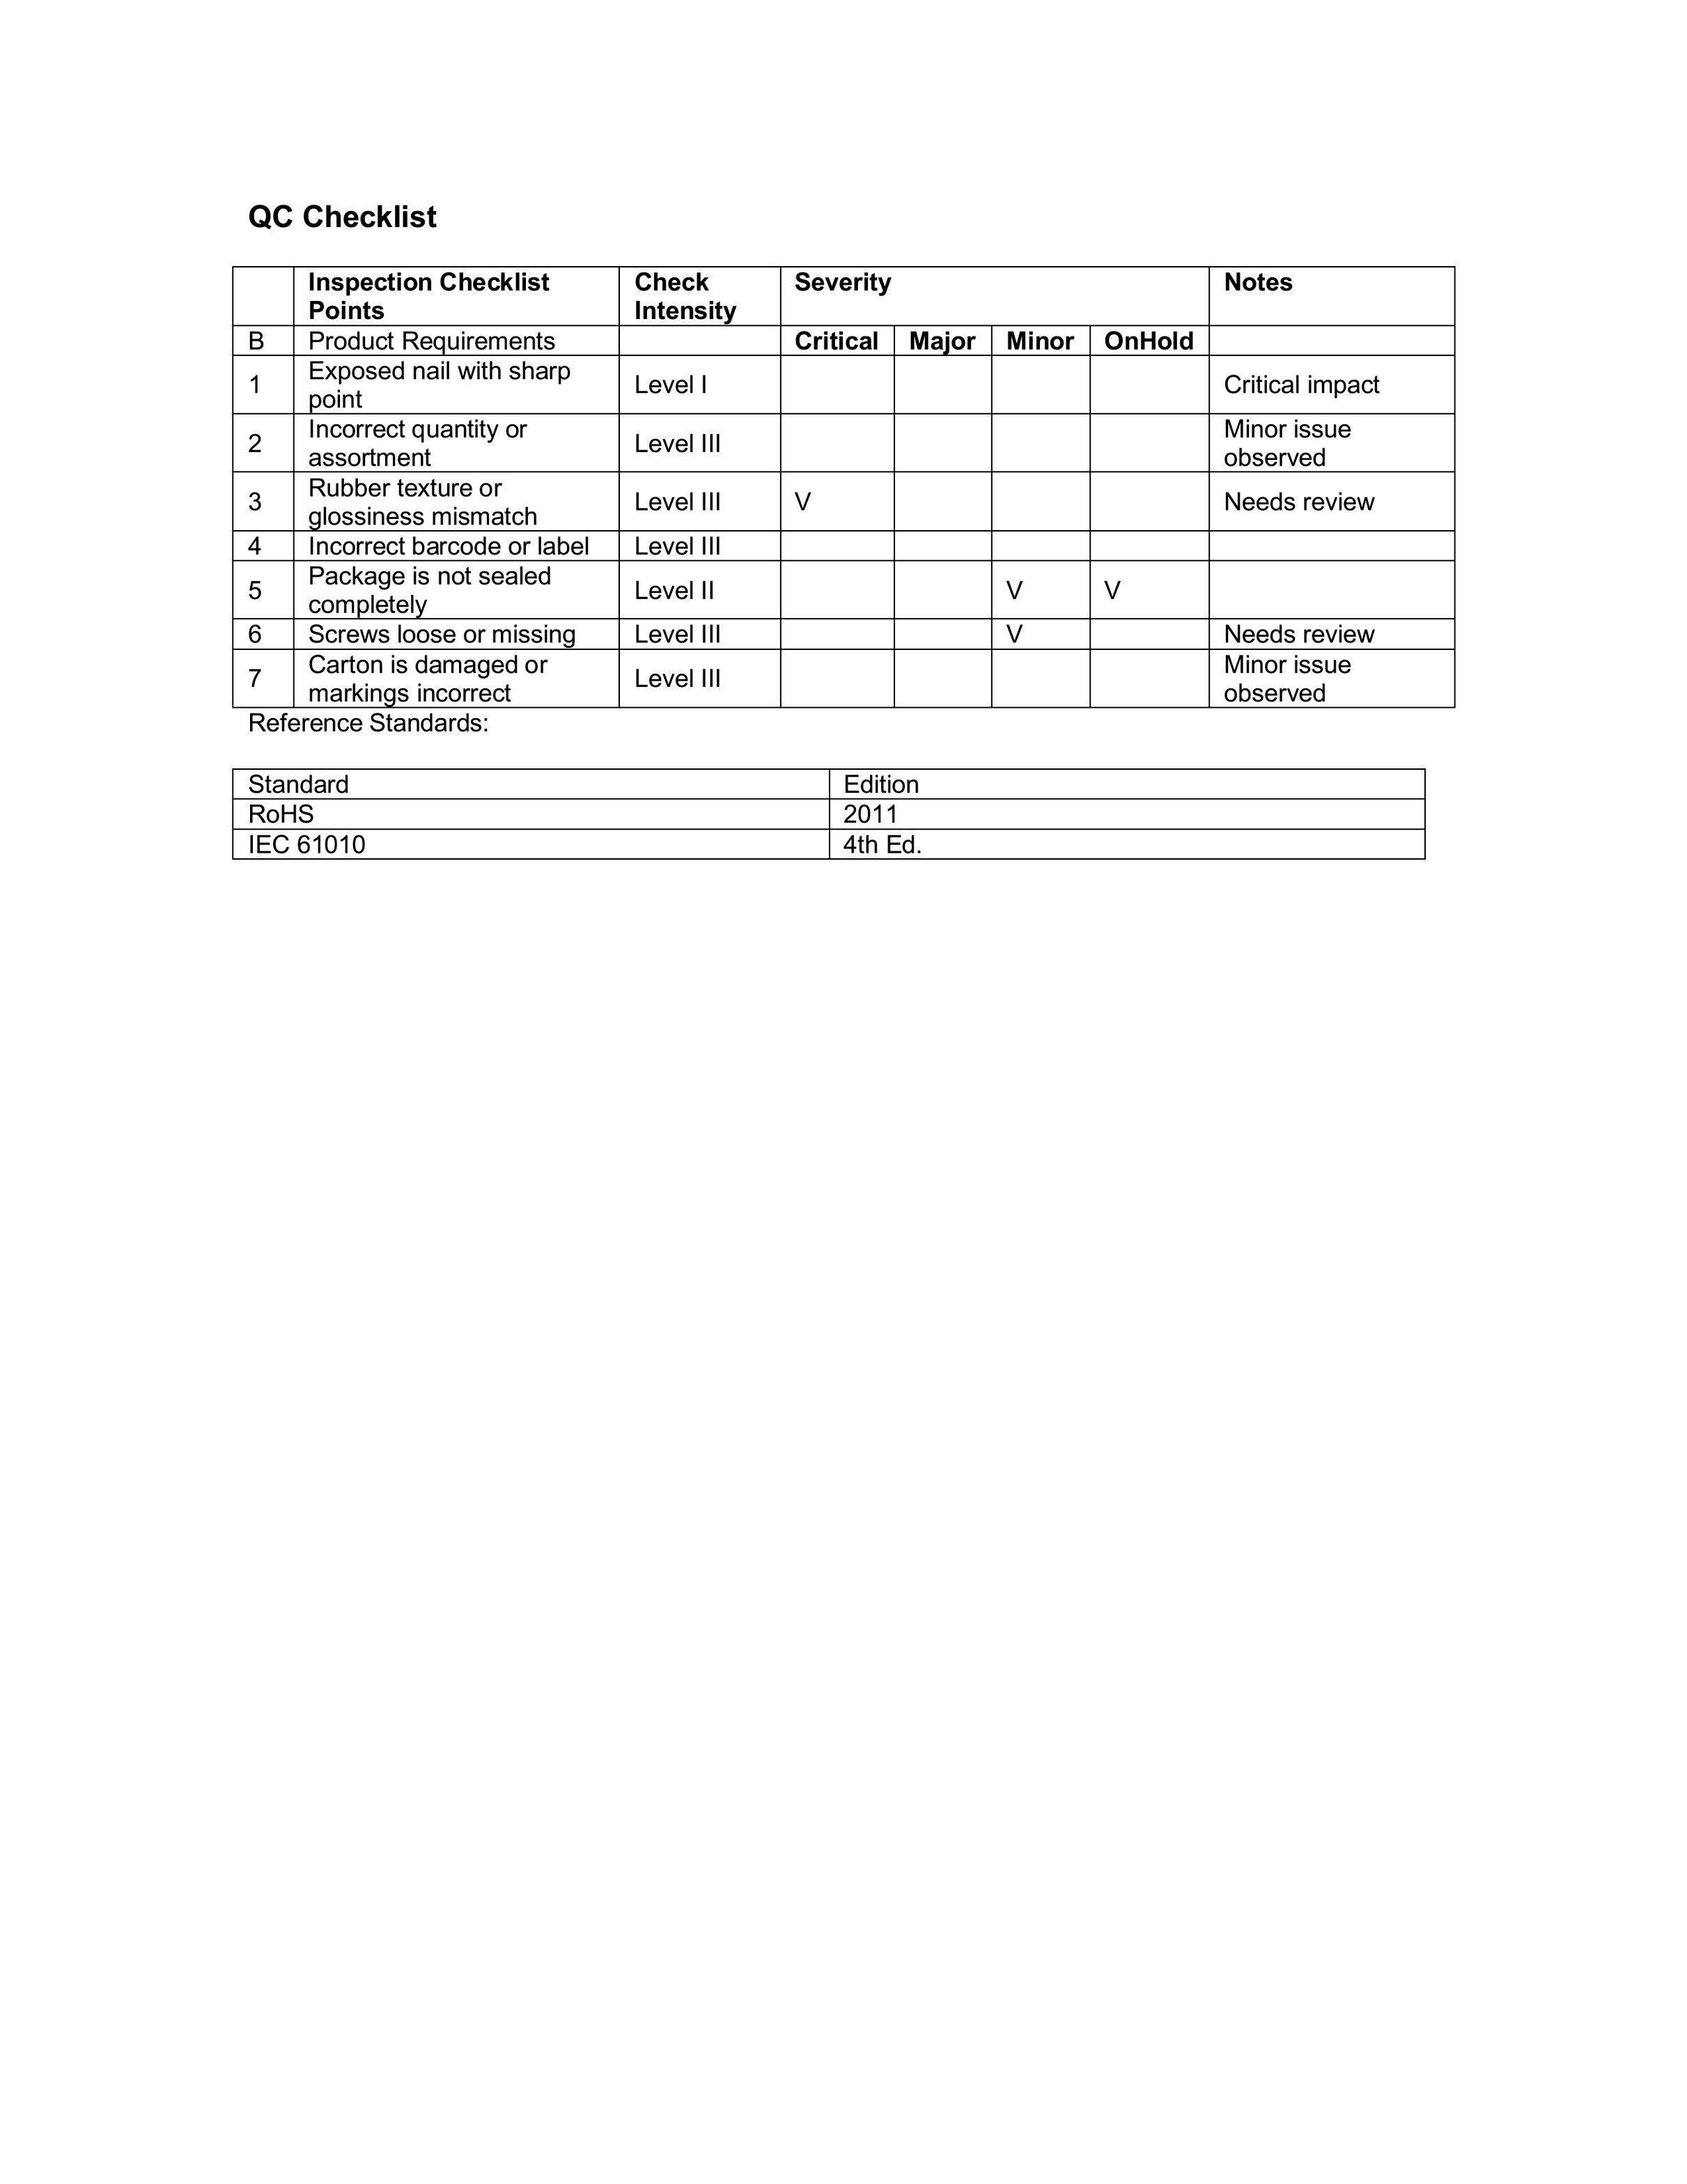 QC Checklist
Inspection Checklist Points Check Intensity Severity Notes
B Product Requirements Critical Major Minor OnHold
1 Exposed nail with sharp point Level I Critical impact
2 Incorrect quantity or assortment Level III Minor issue observed
3 Rubber texture or glossiness mismatch Level III V Needs review
4 Incorrect barcode or label Level III
5 Package is not sealed completely Level II V V
6 Screws loose or missing Level III V Needs review
7 Carton is damaged or markings incorrect Level III Minor issue observed
Reference Standards:
Standard Edition
RoHS 2011
IEC 61010 4th Ed.